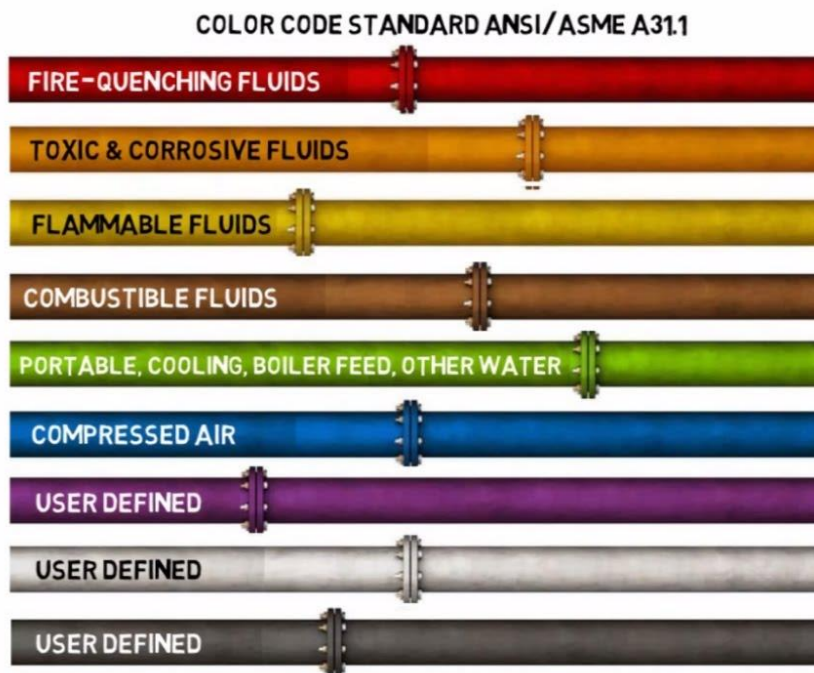 COLOR CODE STANDARD ANSI/ASME A31.1
FIRE-QUENCHING FLUIDS
TOXIC & CORROSIVE FLUIDS
FLAMMABLE FLUIDS
COMBUSTIBLE FLUIDS
PORTABLE, COOLING, BOILER FEED, OTHER WATER
COMPRESSED AIR
USER DEFINED
USER DEFINED
USER DEFINED